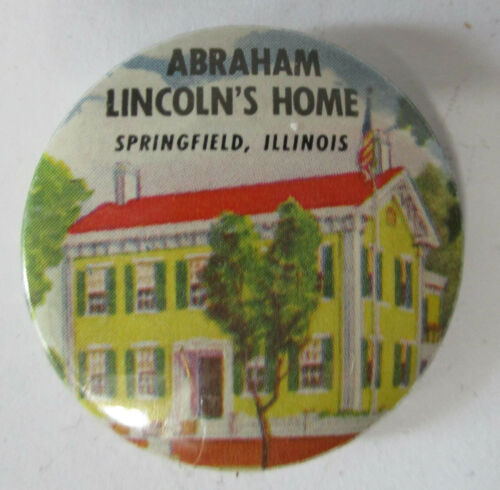 ABRAHAM
LINCOLN'S HOME
SPRINGFIELD, ILLINOIS